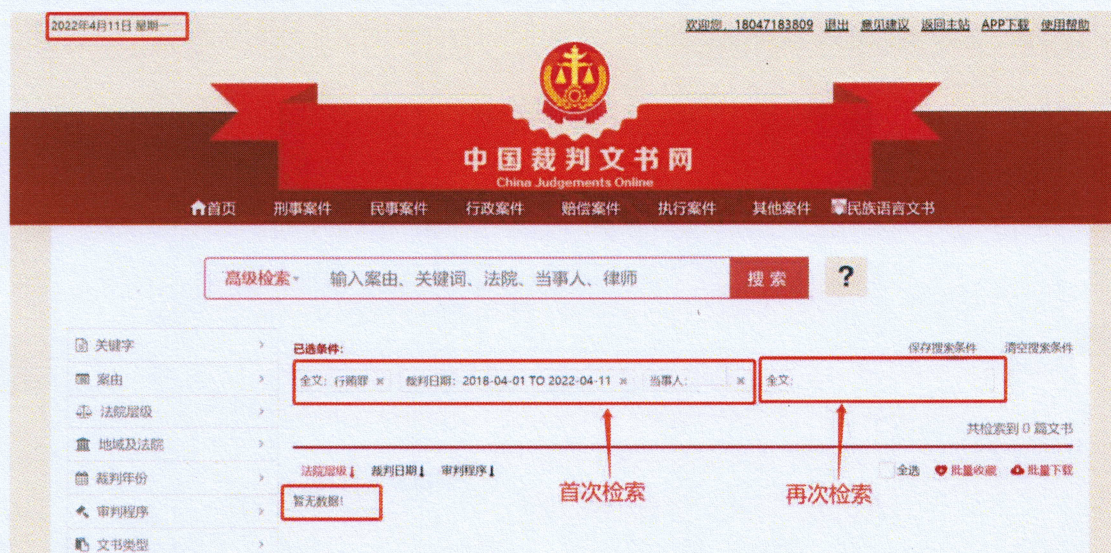 2022年4月11日 星期一
欢迎您，18047183809 退出 意见建议 返回主站 APP下载 使用帮助
中国裁判文书网
China Judgements Online
首页 刑事案件 民事案件 行政案件 赔偿案件 执行案件 其他案件 民族语言文书
高级检索 输入案由、关键词、法院、当事人、律师 搜索 ?
关键字
已选条件:
保存搜索条件 清空搜索条件
案由
全文: 行贿罪 × 裁判日期: 2018-04-01 TO 2022-04-11 × 当事人: × 全文:
法院层级
地域及法院
共检索到 0 篇文书
裁判年份
法院层级 裁判日期 审判程序
全选 批量收藏 批量下载
首次检索 再次检索
暂无数据!
审判程序
文书类型